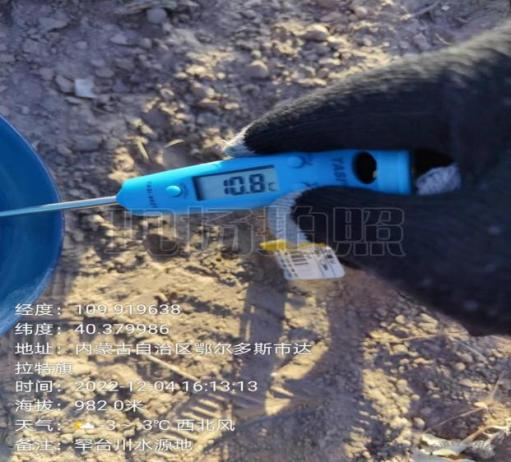 10.8
TASI
现场拍照
经度：109.919638
纬度：40.379986
地址：内蒙古自治区鄂尔多斯市达
拉特旗
时间：2022-12-04 16:13:13
海拔：982.0米
天气：-3~-13℃ 西北风
备注：罕台川水源地